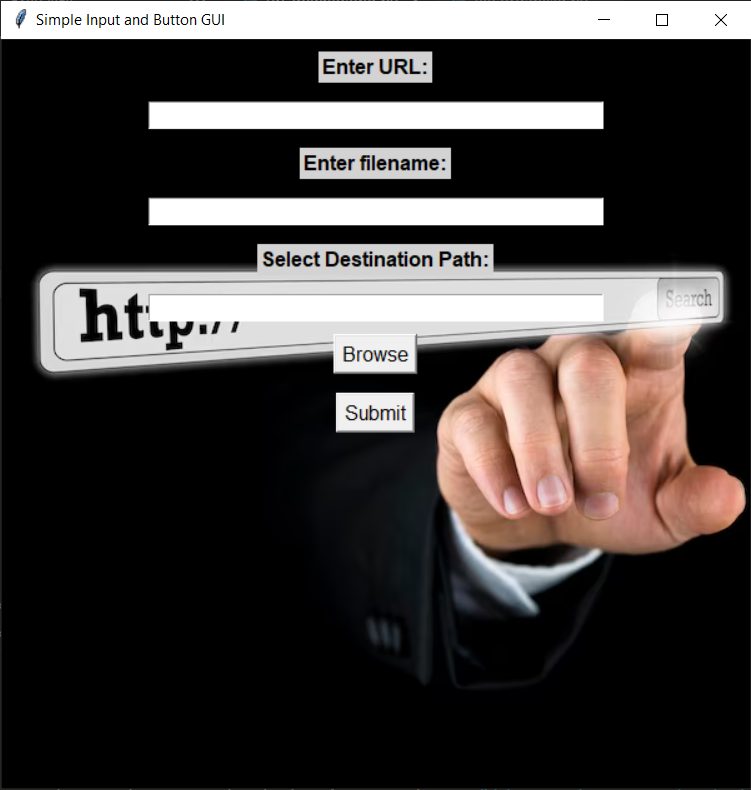 Simple Input and Button GUI
Enter URL:
Enter filename:
Select Destination Path:
http://
Search
Browse
Submit